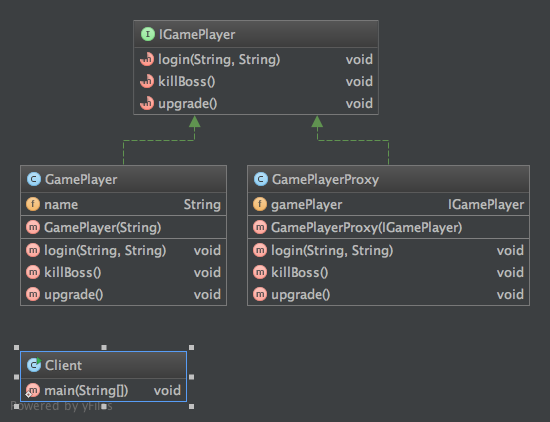 I IGamePlayer
m login(String, String) void
m killBoss() void
m upgrade() void
C GamePlayer
f name String
m GamePlayer(String)
m login(String, String) void
m killBoss() void
m upgrade() void
C GamePlayerProxy
f gamePlayer IGamePlayer
m GamePlayerProxy(IGamePlayer)
m login(String, String) void
m killBoss() void
m upgrade() void
C Client
m main(String[]) void
Powered by yFiles